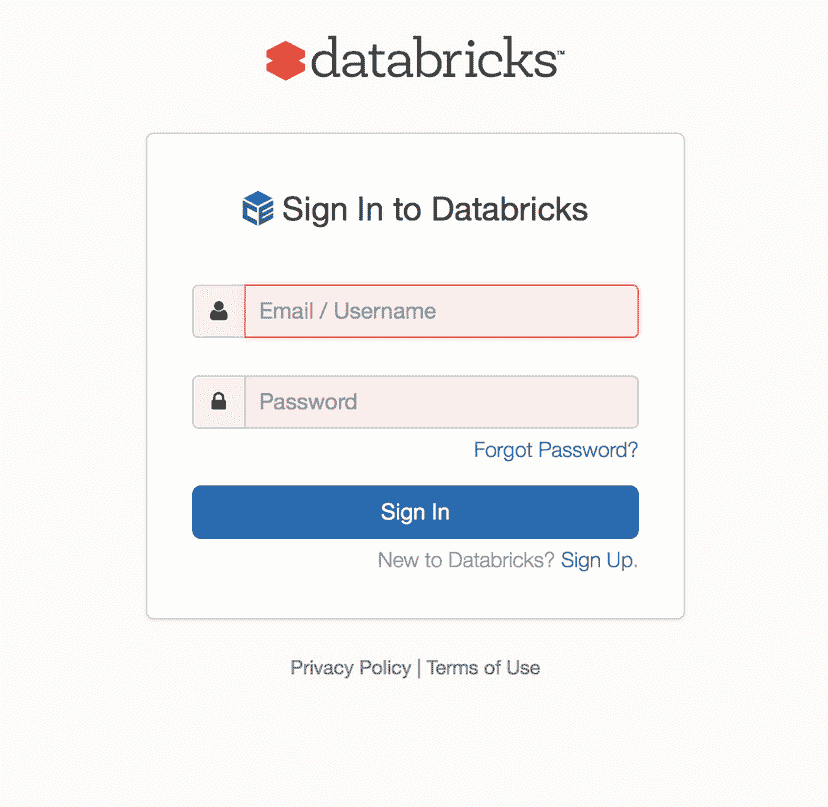 databricks™
CE Sign In to Databricks
Email / Username
Password
Forgot Password?
Sign In
New to Databricks? Sign Up.
Privacy Policy | Terms of Use